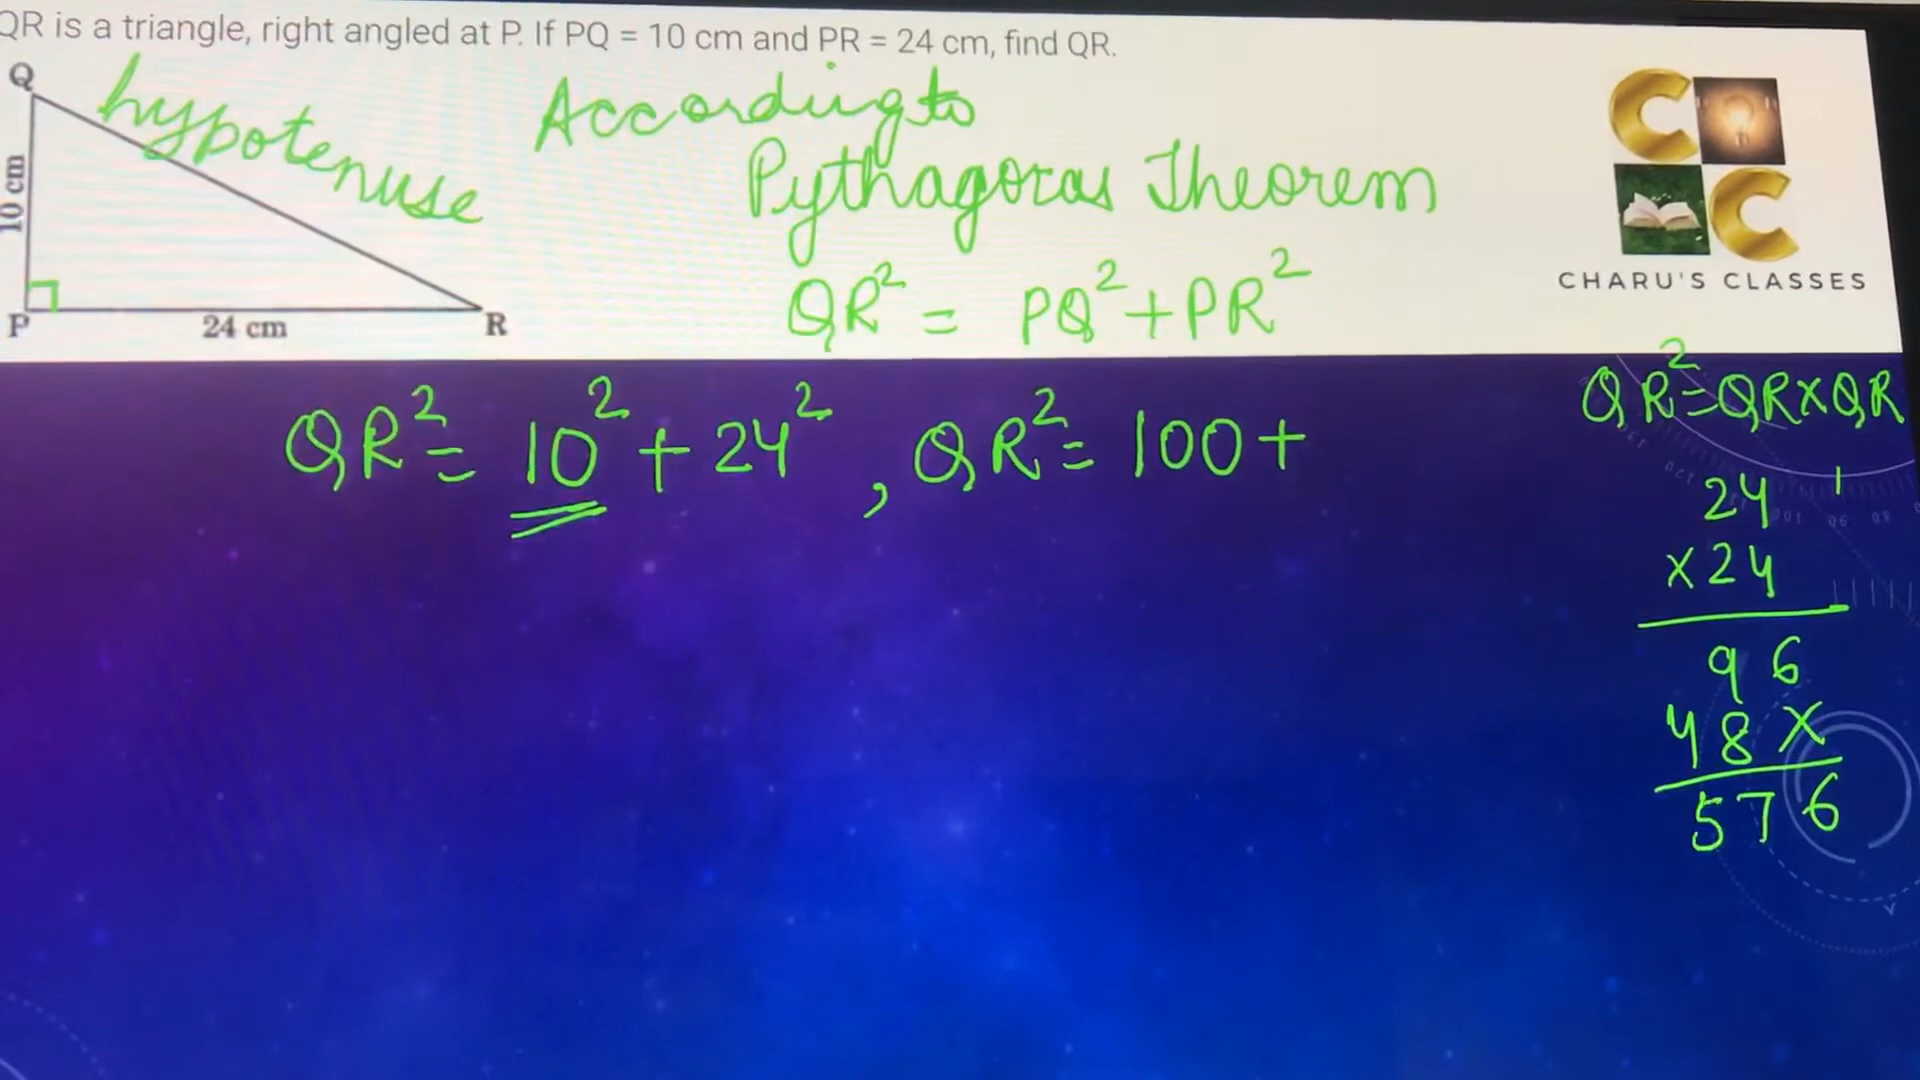 QR is a triangle, right angled at P. If PQ = 10 cm and PR = 24 cm, find QR.
Q
hypotenuse
10 cm
P
24 cm
R
According to
Pythagoras Theorem
QR² = PQ² + PR²
C
C
CHARU'S CLASSES
QR² = 10² + 24² , QR² = 100 +
QR² = QR × QR
1
24
× 24
96
48×
576